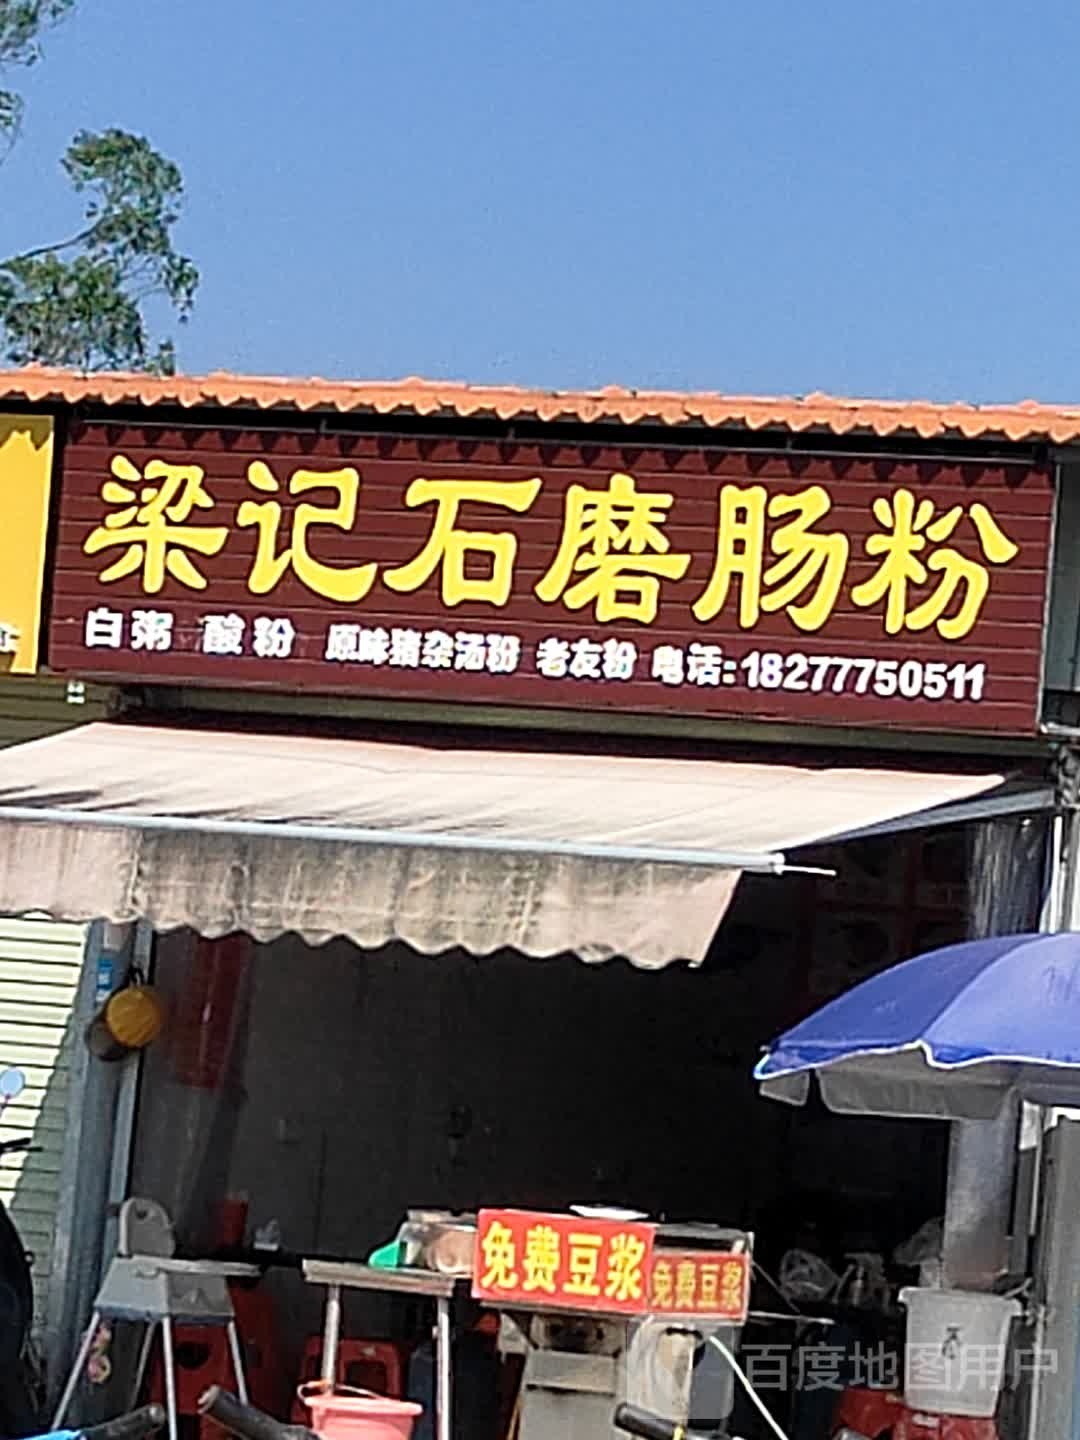 梁记石磨肠粉
白粥 酸粉 原味猪杂汤粉 老友粉 电话:18277750511
免费豆浆
免费豆浆
百度地图用户